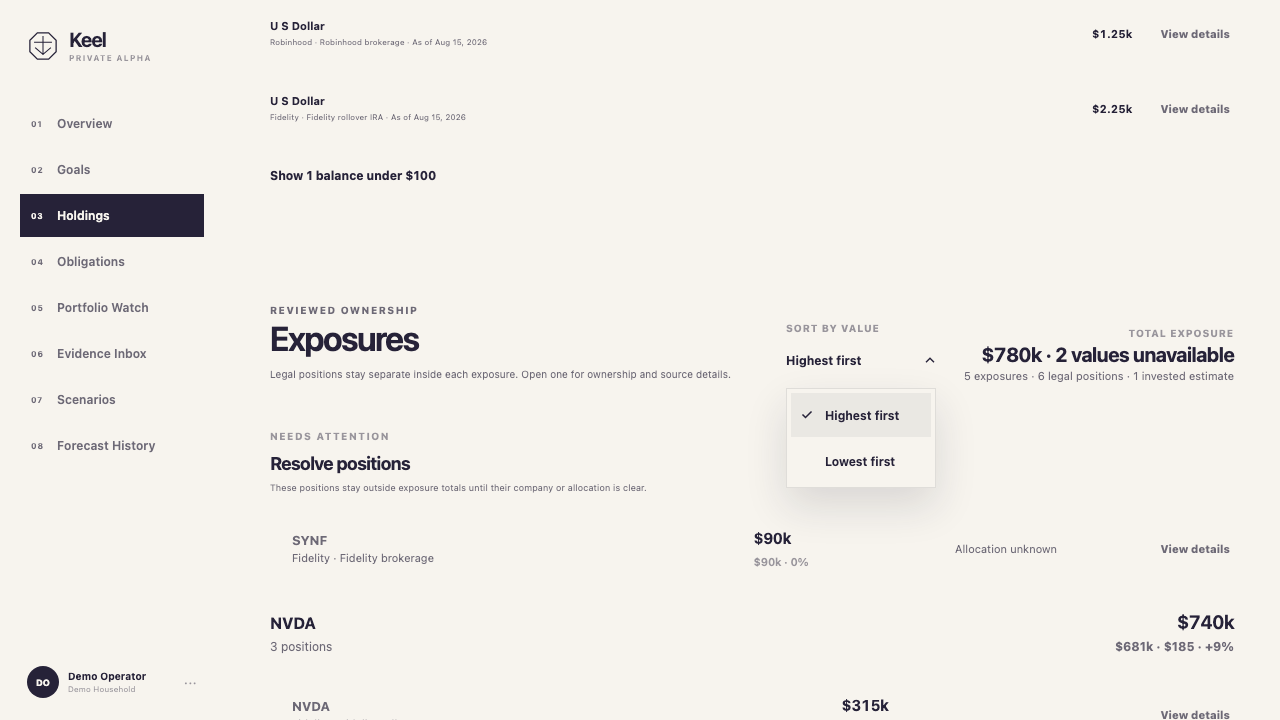 Keel
PRIVATE ALPHA
01 Overview
02 Goals
03 Holdings
04 Obligations
05 Portfolio Watch
06 Evidence Inbox
07 Scenarios
08 Forecast History
DO
Demo Operator
Demo Household
...
U S Dollar
Robinhood · Robinhood brokerage · As of Aug 15, 2026
$1.25k
View details
U S Dollar
Fidelity · Fidelity rollover IRA · As of Aug 15, 2026
$2.25k
View details
Show 1 balance under $100
REVIEWED OWNERSHIP
Exposures
Legal positions stay separate inside each exposure. Open one for ownership and source details.
SORT BY VALUE
Highest first
Highest first
Lowest first
TOTAL EXPOSURE
$780k · 2 values unavailable
5 exposures · 6 legal positions · 1 invested estimate
NEEDS ATTENTION
Resolve positions
These positions stay outside exposure totals until their company or allocation is clear.
SYNF
Fidelity · Fidelity brokerage
$90k
$90k · 0%
Allocation unknown
View details
NVDA
3 positions
$740k
$681k · $185 · +9%
NVDA
$315k
View details